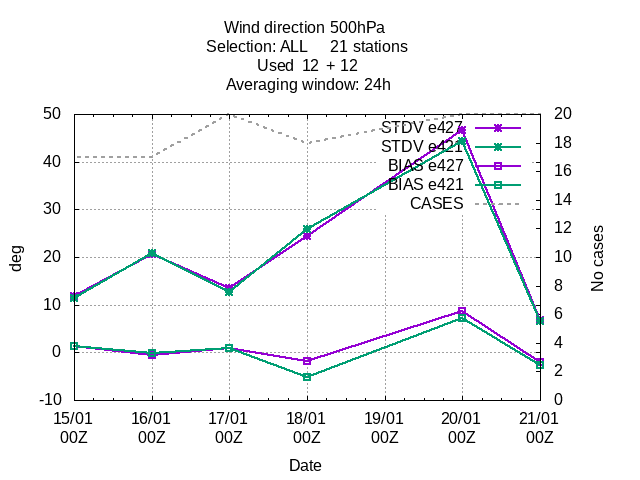 Wind direction 500hPa
Selection: ALL 21 stations
Used 12 + 12
Averaging window: 24h
STDV e427
STDV e421
BIAS e427
BIAS e421
CASES
50
40
30
20
10
0
-10
20
18
16
14
12
10
8
6
4
2
0
deg
No cases
15/01 16/01 17/01 18/01 19/01 20/01 21/01
00Z 00Z 00Z 00Z 00Z 00Z 00Z
Date